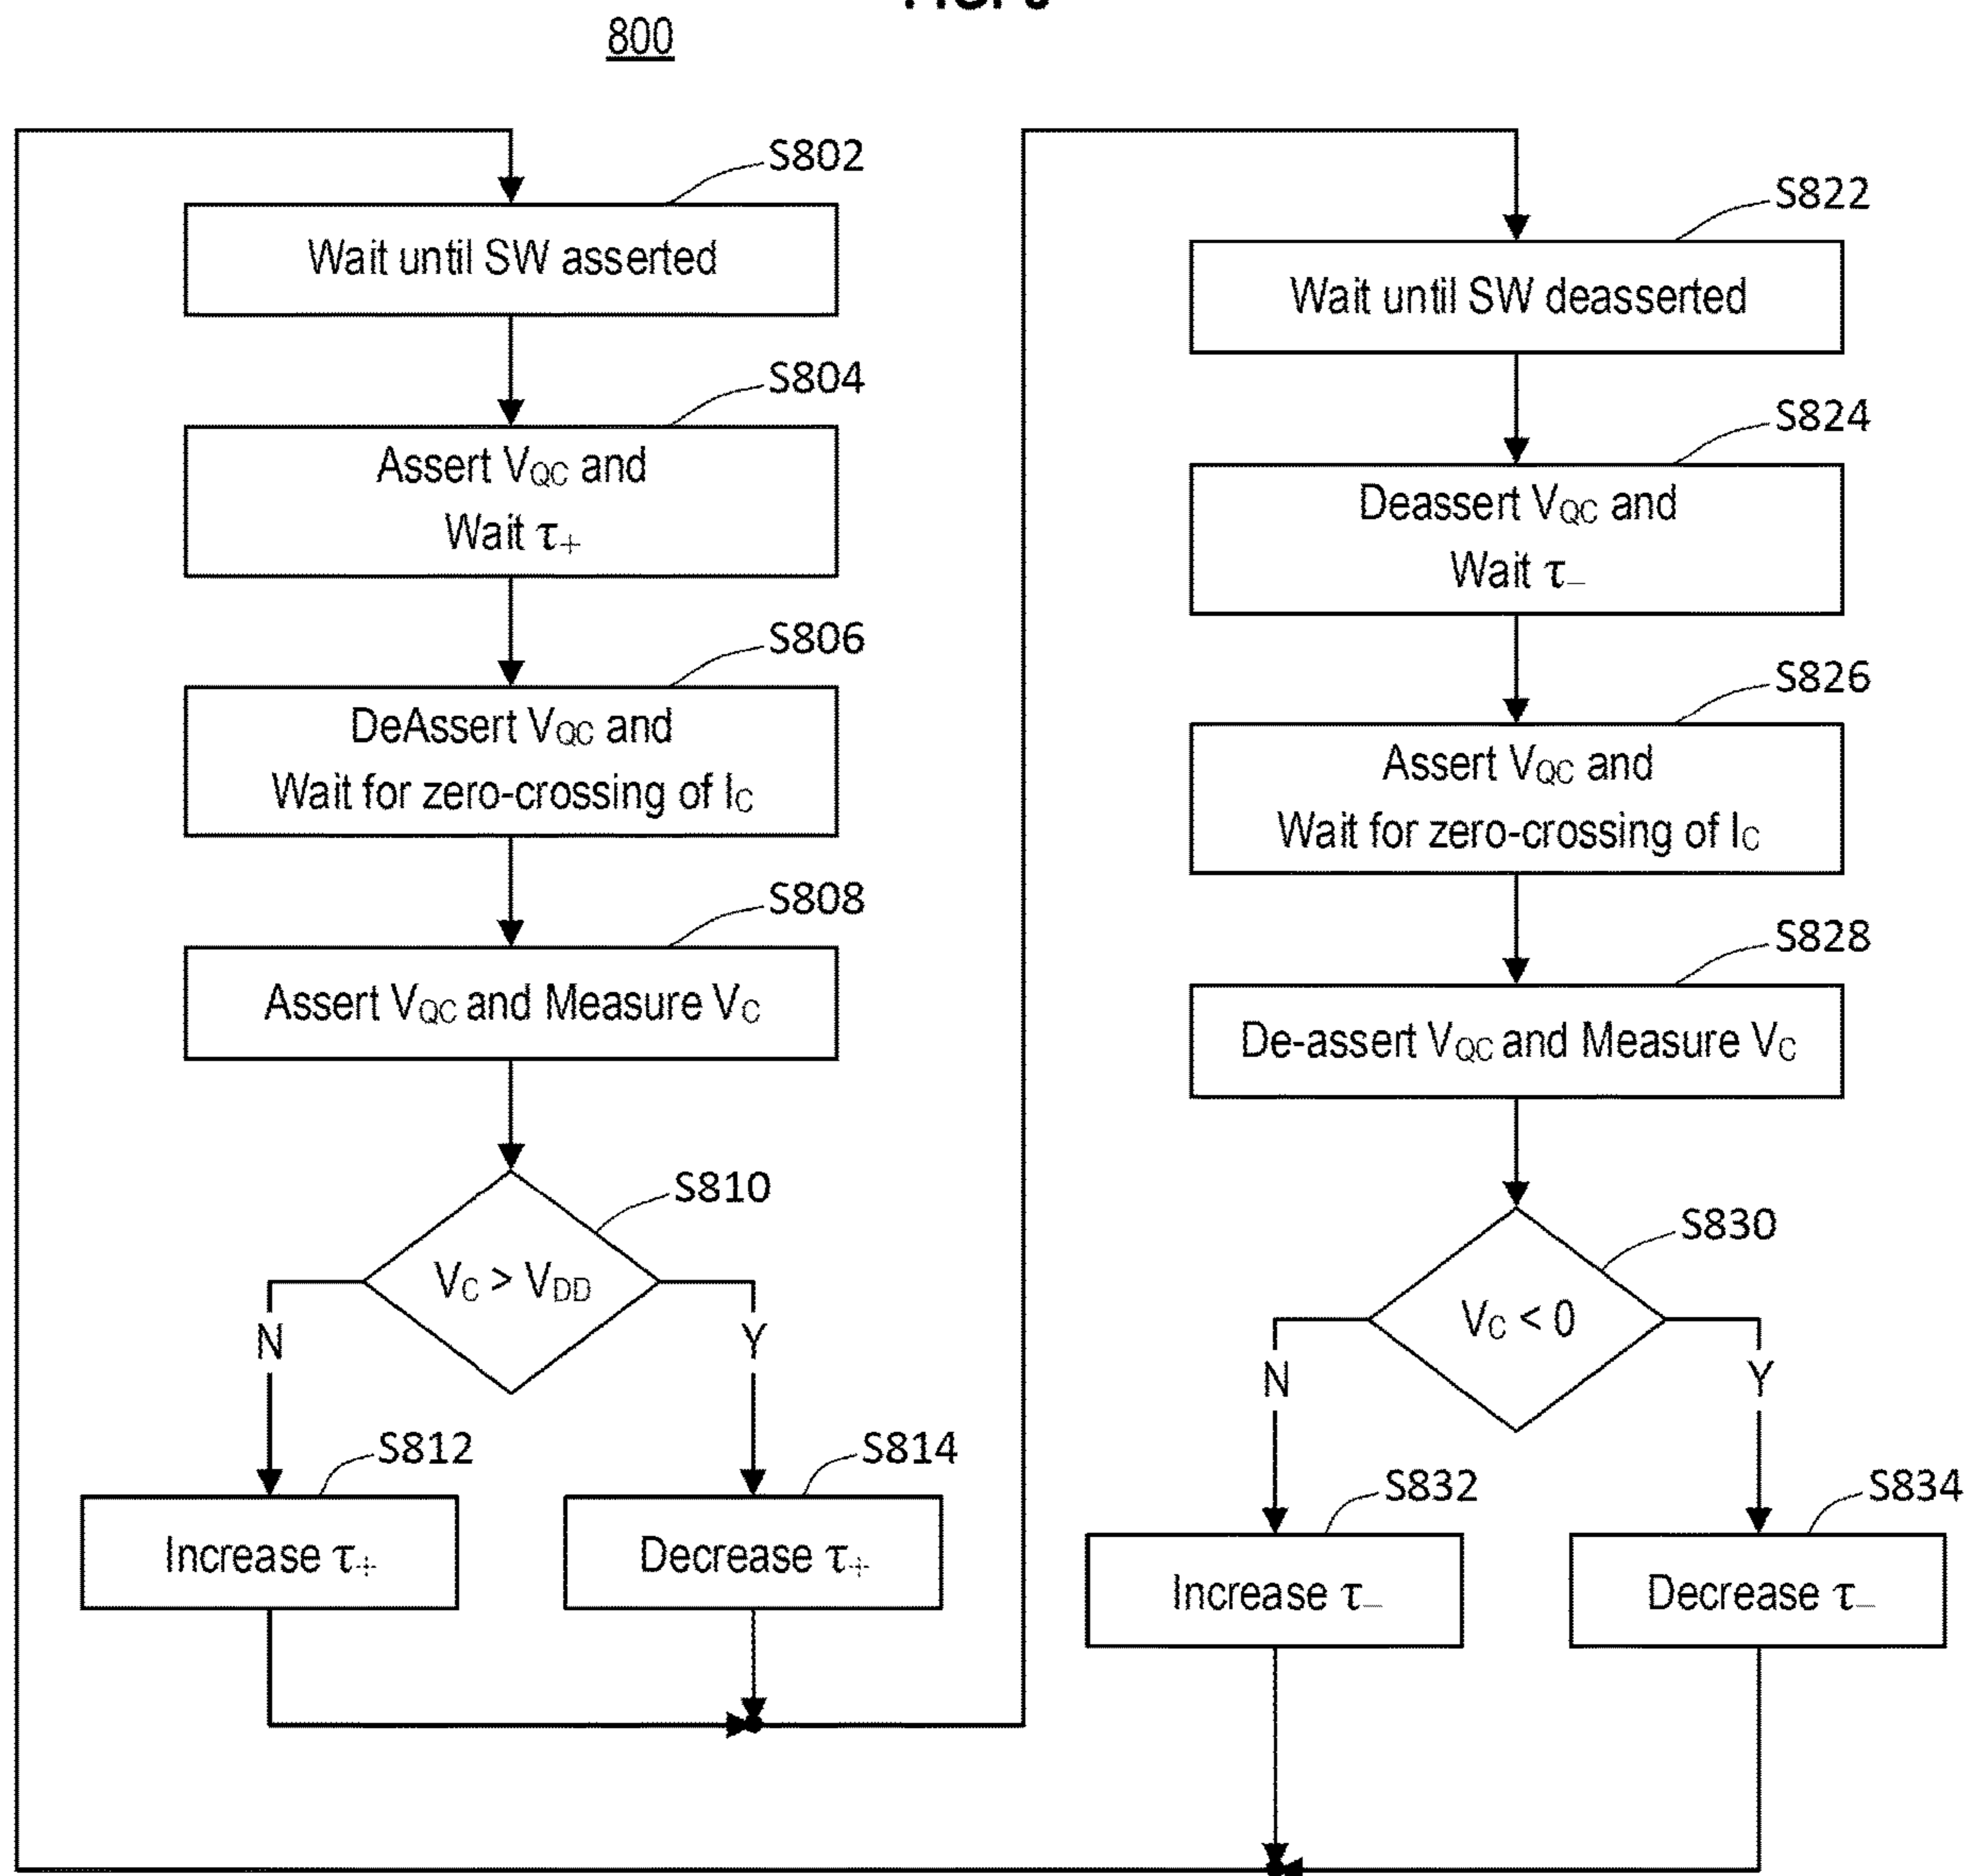 800
S802
Wait until SW asserted
S804
Assert VQC and
Wait τ+
S806
DeAssert VQC and
Wait for zero-crossing of IC
S808
Assert VQC and Measure VC
S810
VC > VDD
N
Y
S812
Increase τ+
S814
Decrease τ+
S822
Wait until SW deasserted
S824
Deassert VQC and
Wait τ−
S826
Assert VQC and
Wait for zero-crossing of IC
S828
De-assert VQC and Measure VC
S830
VC < 0
N
Y
S832
Increase τ−
S834
Decrease τ−